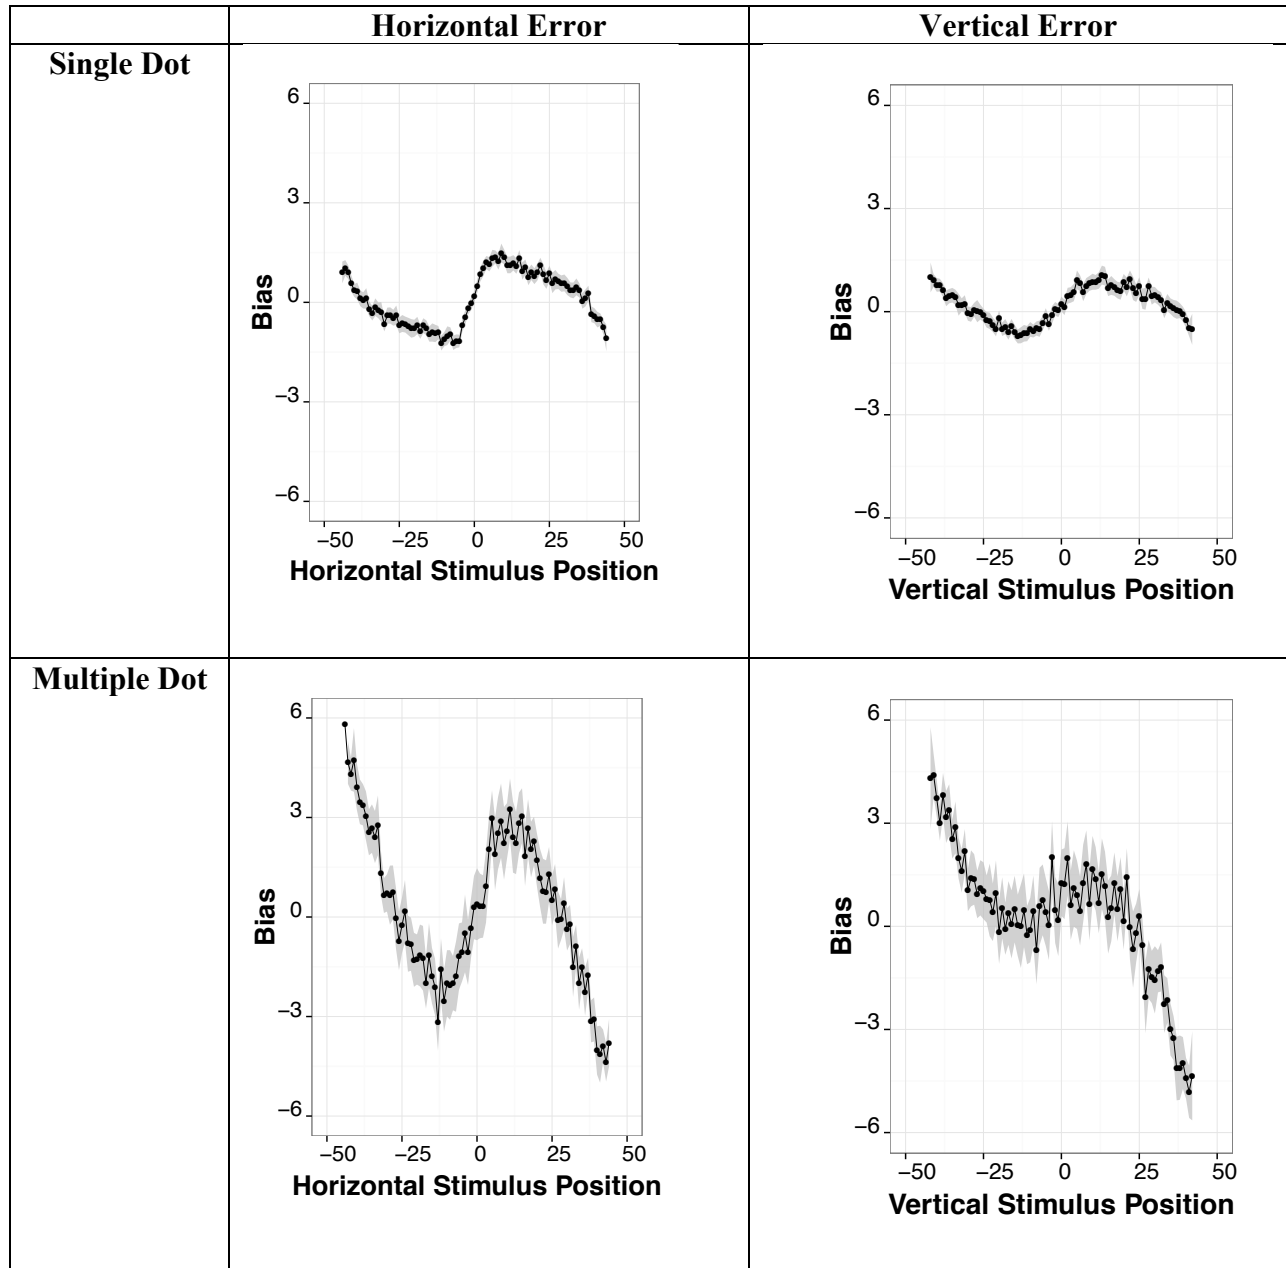 Horizontal Error
Vertical Error
Single Dot
6
3
0
−3
−6
Bias
−50 −25 0 25 50
Horizontal Stimulus Position
6
3
0
−3
−6
Bias
−50 −25 0 25 50
Vertical Stimulus Position
Multiple Dot
6
3
0
−3
−6
Bias
−50 −25 0 25 50
Horizontal Stimulus Position
6
3
0
−3
−6
Bias
−50 −25 0 25 50
Vertical Stimulus Position